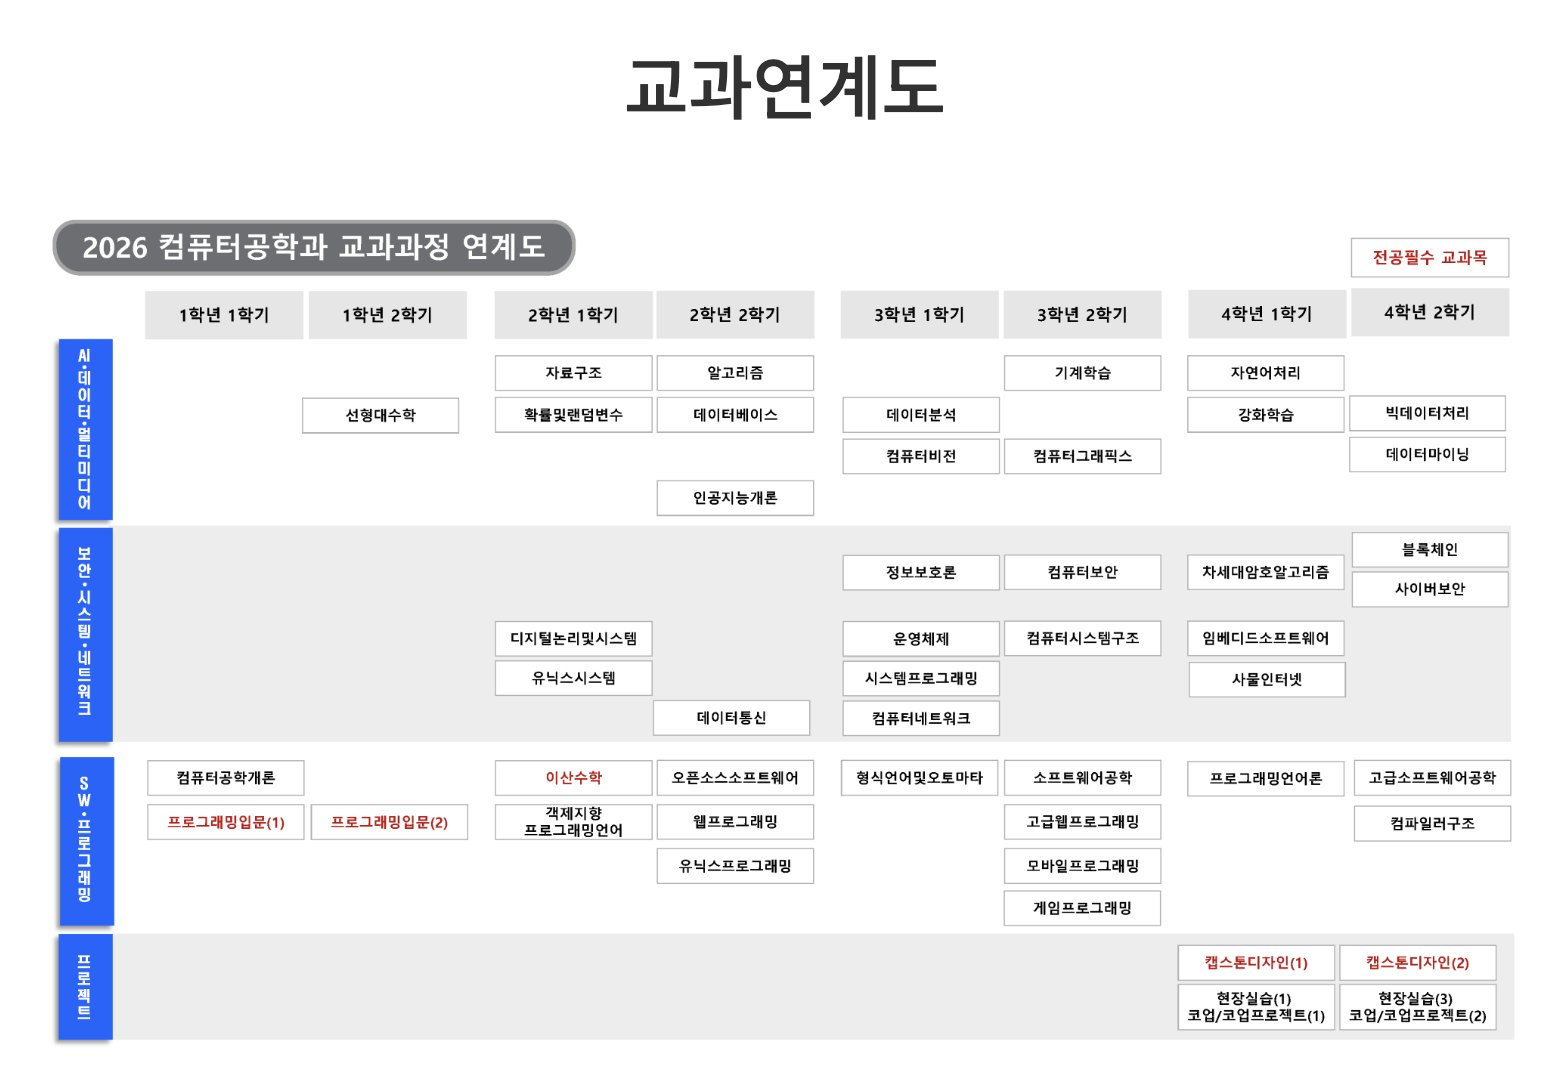 교과연계도
2026 컴퓨터공학과 교과과정 연계도
전공필수 교과목
1학년 1학기
1학년 2학기
2학년 1학기
2학년 2학기
3학년 1학기
3학년 2학기
4학년 1학기
4학년 2학기
AI·데이터·멀티미디어
자료구조
알고리즘
기계학습
자연어처리
선형대수학
확률및랜덤변수
데이터베이스
데이터분석
강화학습
빅데이터처리
컴퓨터비전
컴퓨터그래픽스
데이터마이닝
인공지능개론
보안·시스템·네트워크
블록체인
정보보호론
컴퓨터보안
차세대암호알고리즘
사이버보안
디지털논리및시스템
운영체제
컴퓨터시스템구조
임베디드소프트웨어
유닉스시스템
시스템프로그래밍
사물인터넷
데이터통신
컴퓨터네트워크
SW·프로그래밍
컴퓨터공학개론
이산수학
오픈소스소프트웨어
형식언어및오토마타
소프트웨어공학
프로그래밍언어론
고급소프트웨어공학
프로그래밍입문(1)
프로그래밍입문(2)
객체지향
프로그래밍언어
웹프로그래밍
고급웹프로그래밍
컴파일러구조
유닉스프로그래밍
모바일프로그래밍
게임프로그래밍
프로젝트
캡스톤디자인(1)
캡스톤디자인(2)
현장실습(1)
코업/코업프로젝트(1)
현장실습(3)
코업/코업프로젝트(2)